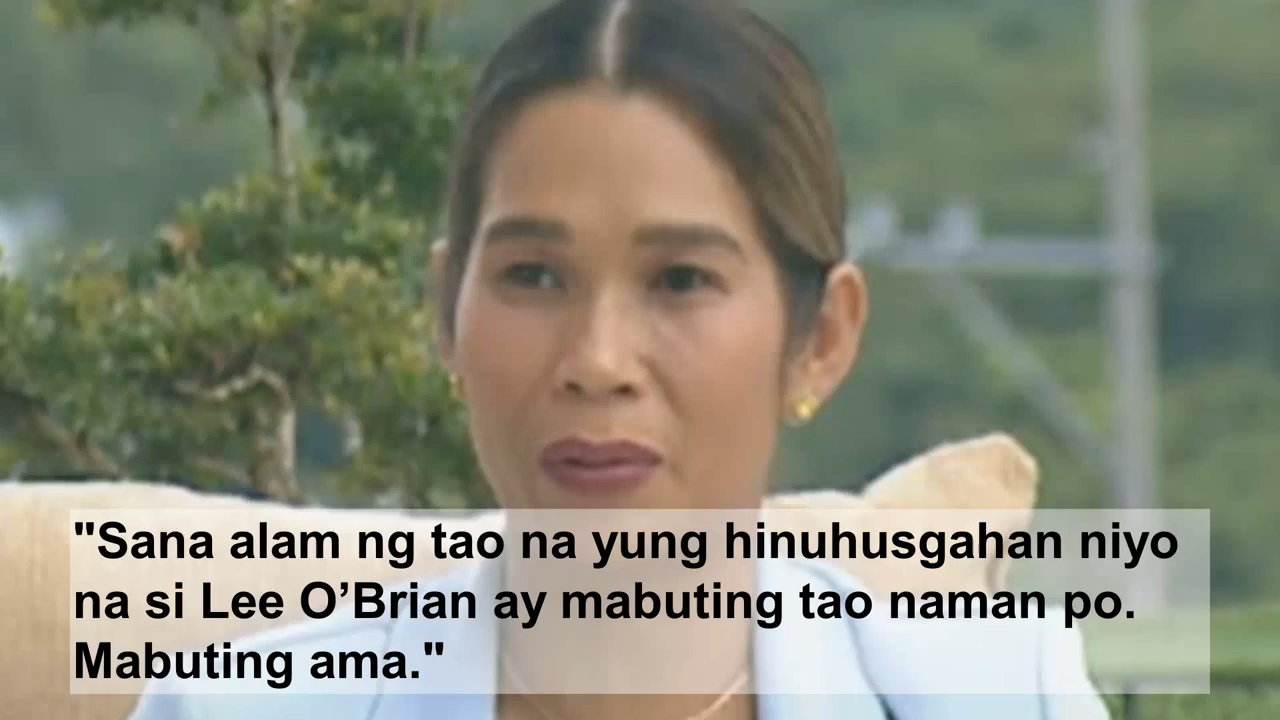 "Sana alam ng tao na yung hinuhusgahan niyo
na si Lee O’Brian ay mabuting tao naman po.
Mabuting ama."